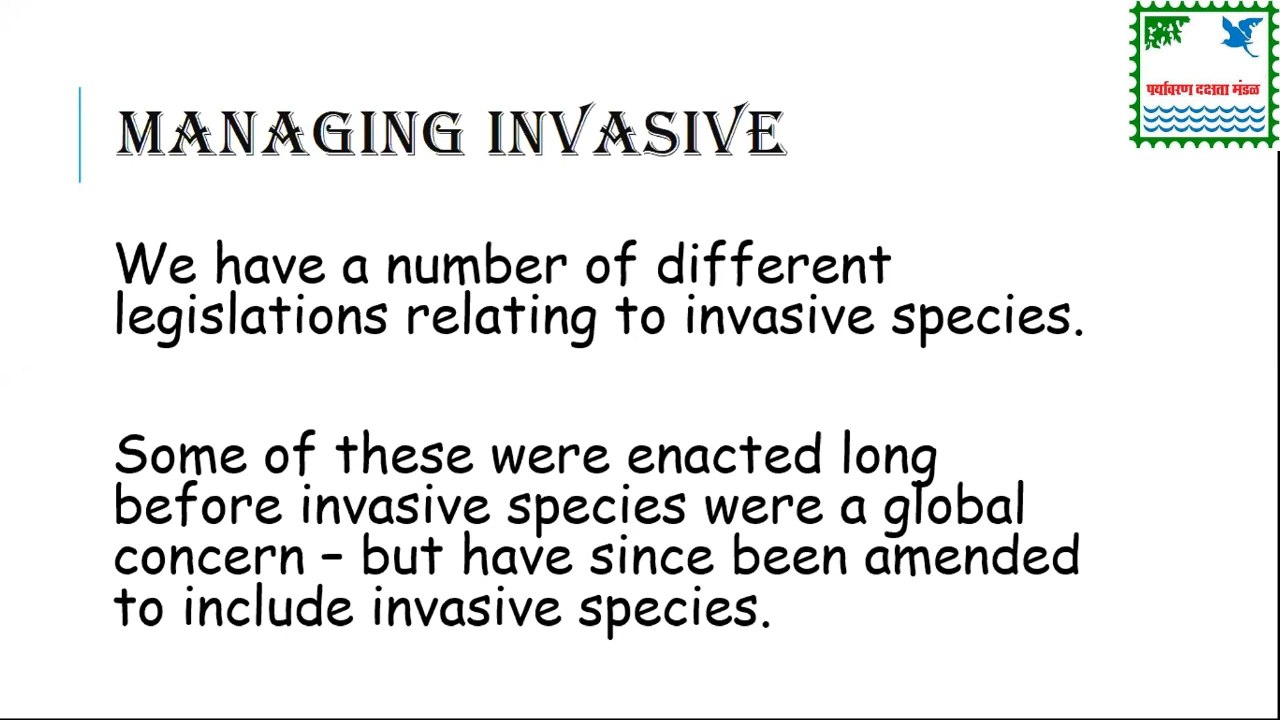 पर्यावरण दक्षता मंडळ
MANAGING INVASIVE
We have a number of different
legislations relating to invasive species.
Some of these were enacted long
before invasive species were a global
concern – but have since been amended
to include invasive species.